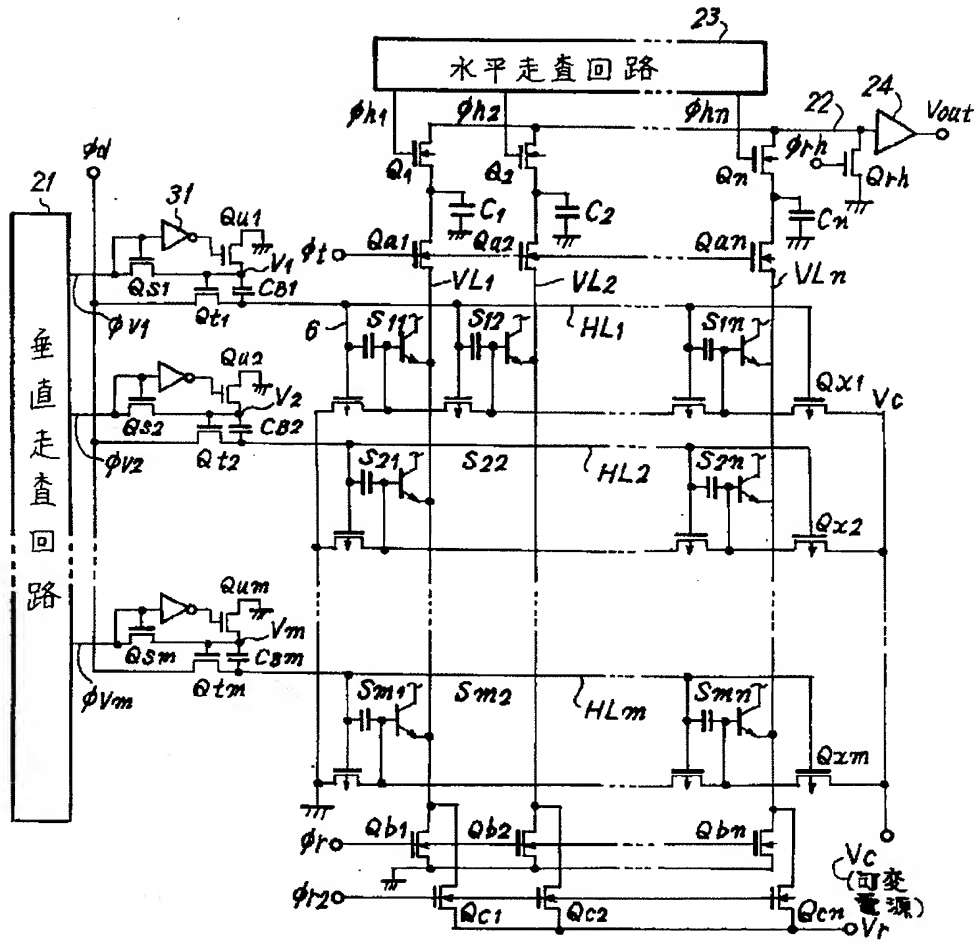 23
水平走査回路
φh1
φh2
φhn
22
24
Vout
φrh
φd
Q1
Q2
Qn
Qrh
21
31
Qu1
C1
C2
Cn
φt
Qa1
Qa2
Qan
V1
VL1
VL2
VLn
Qs1
CB1
Qt1
φV1
6
S11
S12
HL1
S1n
Qx1
Vc
垂直走査回路
Qu2
V2
Qs2
CB2
Qt2
φV2
S21
S22
HL2
S2n
Qx2
Qum
Vm
Qsm
CBm
Qtm
φVm
Sm1
Sm2
HLm
Smn
Qxm
φr
Qb1
Qb2
Qbn
Vc
(可変
電源)
φr2
Qc1
Qc2
Qcn
Vr